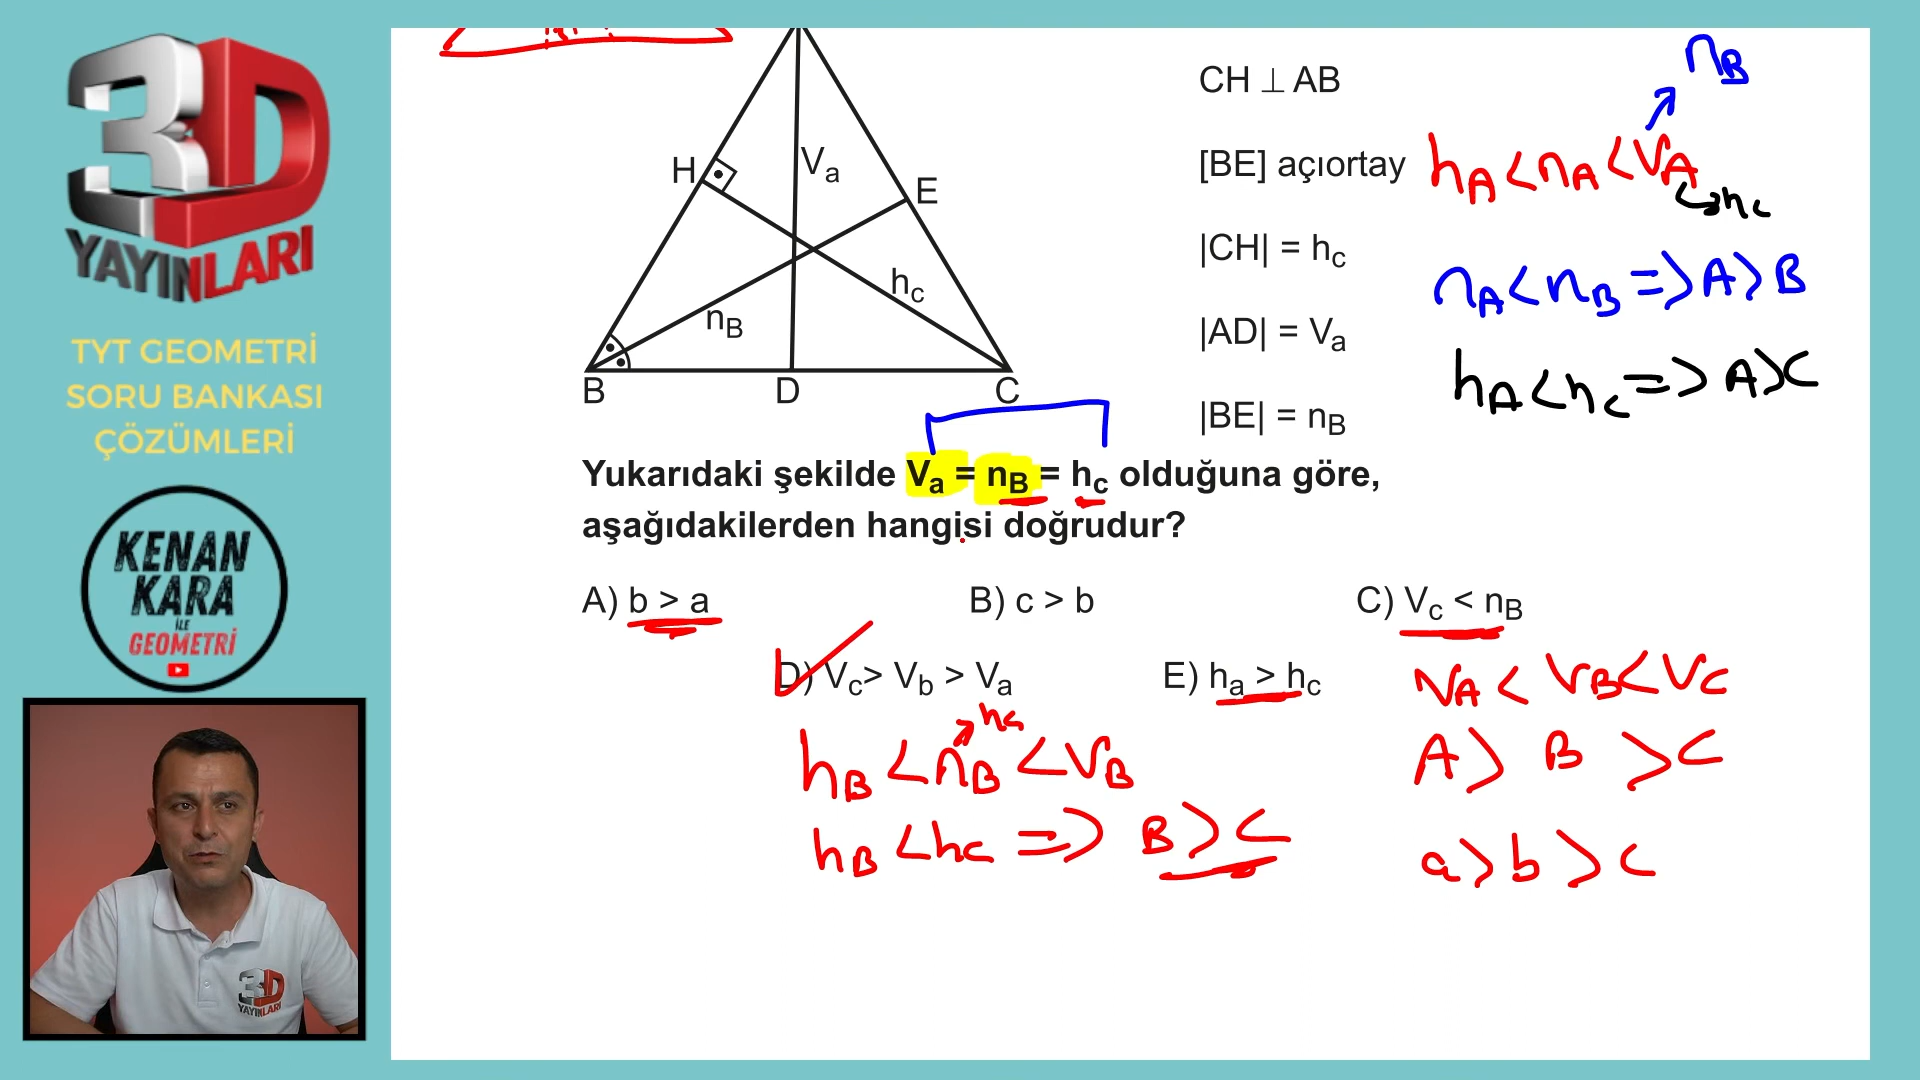 3D
YAYINLARI
TYT GEOMETRİ
SORU BANKASI
ÇÖZÜMLERİ
KENAN
KARA
İLE
GEOMETRİ
3D
YAYINLARI
H
Va
E
hc
nB
B
D
C
CH ⊥ AB
[BE] açıortay
|CH| = hc
|AD| = Va
|BE| = nB
nB
hA < nA < VA
hc
nA < nB => A > B
hA < hc => A > C
Yukarıdaki şekilde Va = nB = hc olduğuna göre,
aşağıdakilerden hangisi doğrudur?
A) b > a
B) c > b
C) Vc < nB
D) Vc> Vb > Va
E) ha > hc
hc
hB < nB < VB
hB < hc => B > C
VA < VB < VC
A > B > C
a > b > c